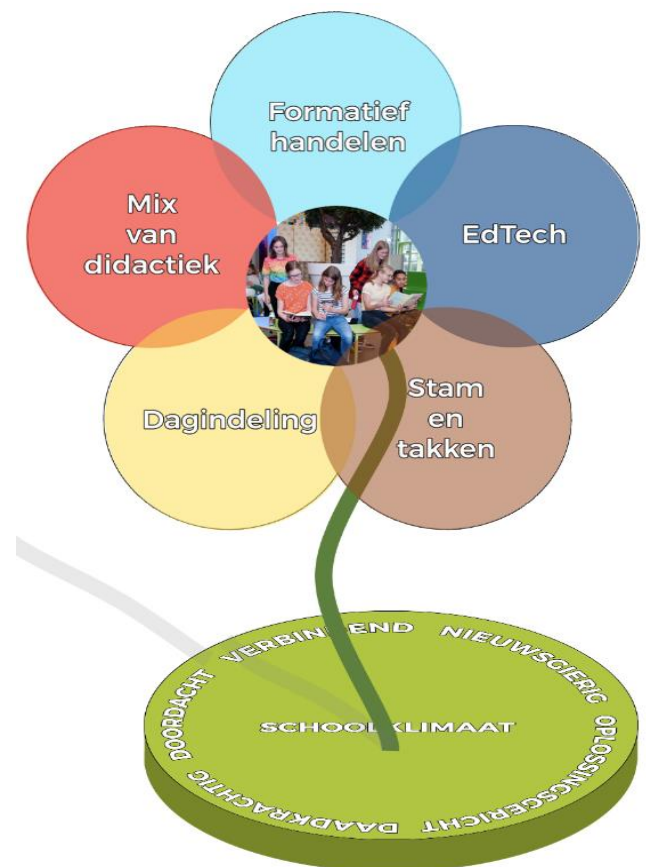 Formatief
handelen
Mix
van
didactiek
EdTech
Dagindeling
Stam
en
takken
VERBINDEND NIEUWSGIERIG OPLOSSINGSGERICHT DAADKRACHTIG DOORDACHT
SCHOOLKLIMAAT